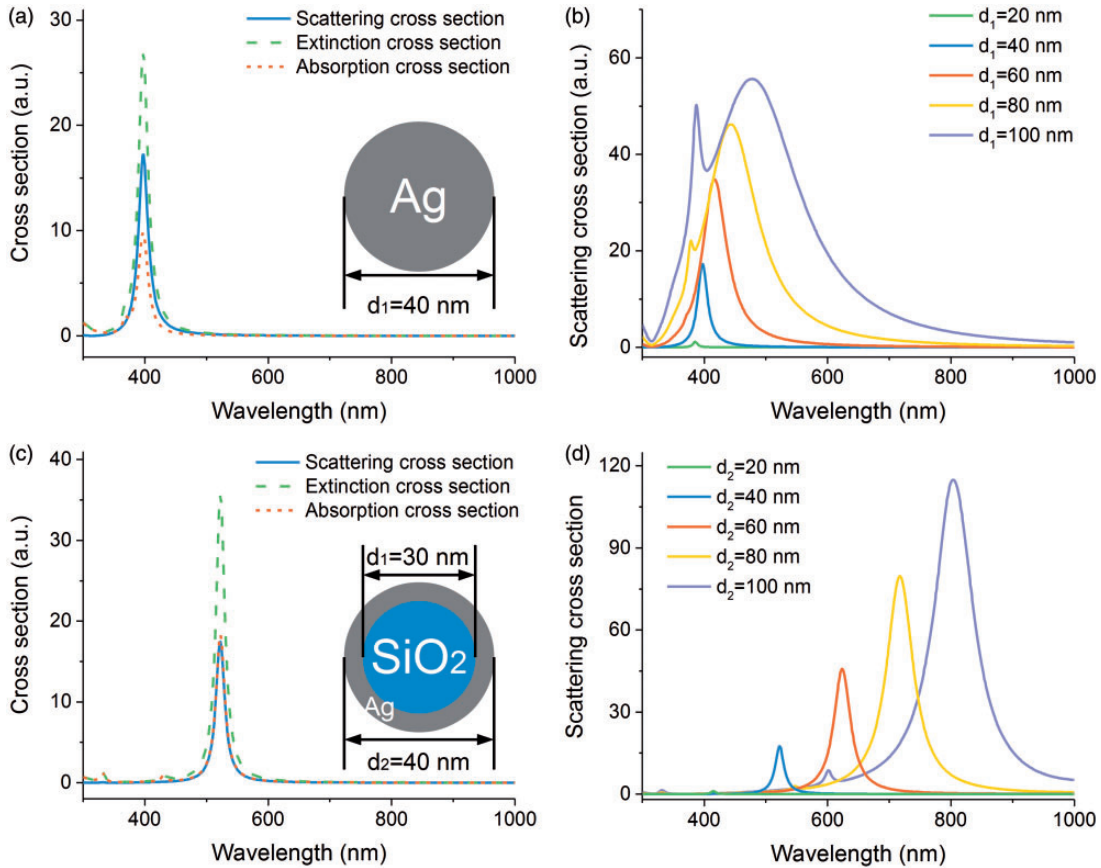 (a)
Scattering cross section
Extinction cross section
Absorption cross section
Cross section (a.u.)
30
20
10
0
Ag
d1=40 nm
400
600
800
1000
Wavelength (nm)
(b)
d1=20 nm
d1=40 nm
d1=60 nm
d1=80 nm
d1=100 nm
Scattering cross section (a.u.)
60
40
20
0
400
600
800
1000
Wavelength (nm)
(c)
Scattering cross section
Extinction cross section
Absorption cross section
Cross section (a.u.)
40
30
20
10
0
d1=30 nm
SiO2
Ag
d2=40 nm
400
600
800
1000
Wavelength (nm)
(d)
d2=20 nm
d2=40 nm
d2=60 nm
d2=80 nm
d2=100 nm
Scattering cross section
120
90
60
30
0
400
600
800
1000
Wavelength (nm)